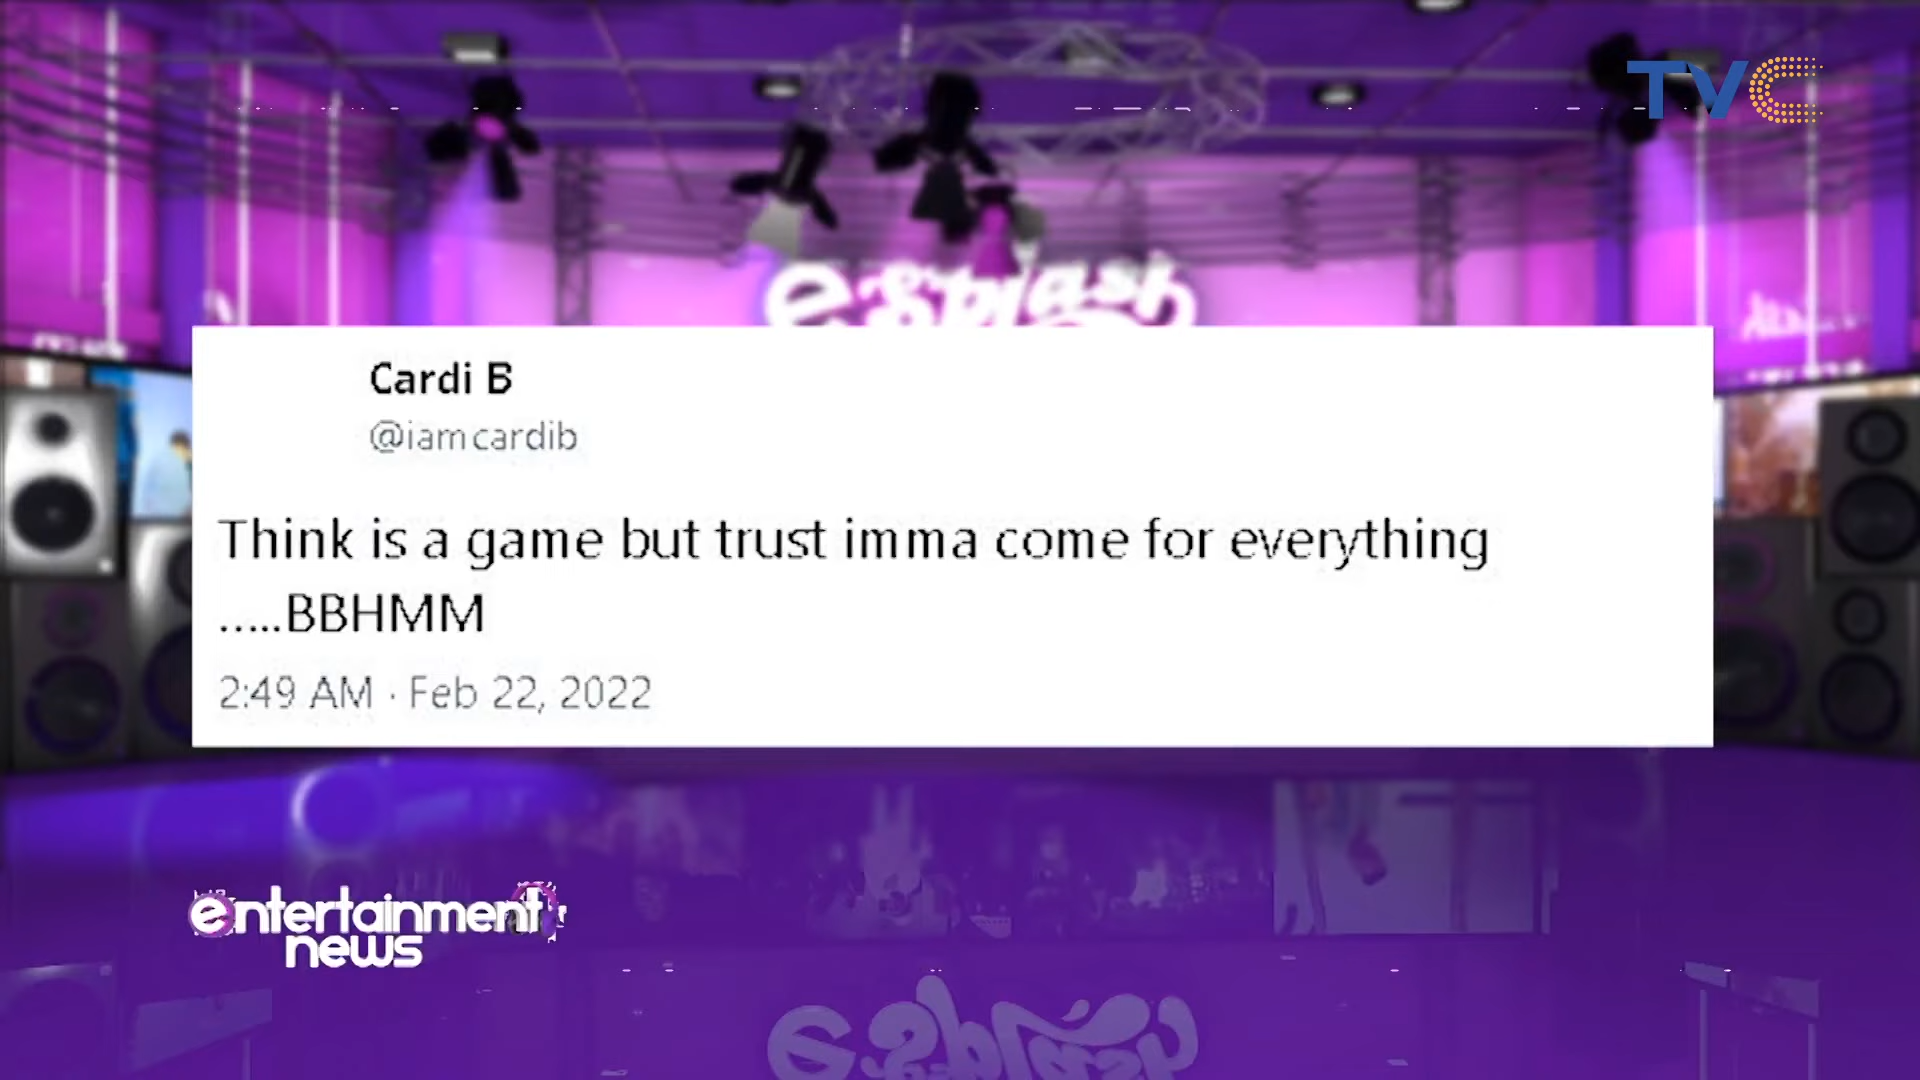 TVC
e Splash
Cardi B
@iamcardib
Think is a game but trust imma come for everything
.....BBHMM
2:49 AM · Feb 22, 2022
entertainment
news